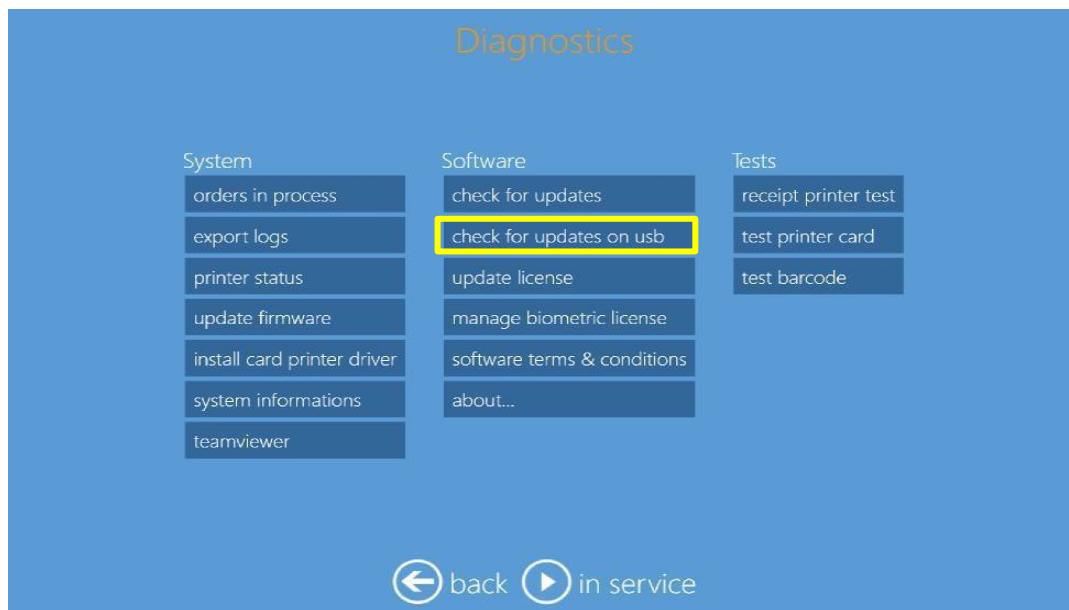 Diagnostics
System
orders in process
export logs
printer status
update firmware
install card printer driver
system informations
teamviewer
Software
check for updates
check for updates on usb
update license
manage biometric license
software terms & conditions
about...
Tests
receipt printer test
test printer card
test barcode
back
in service